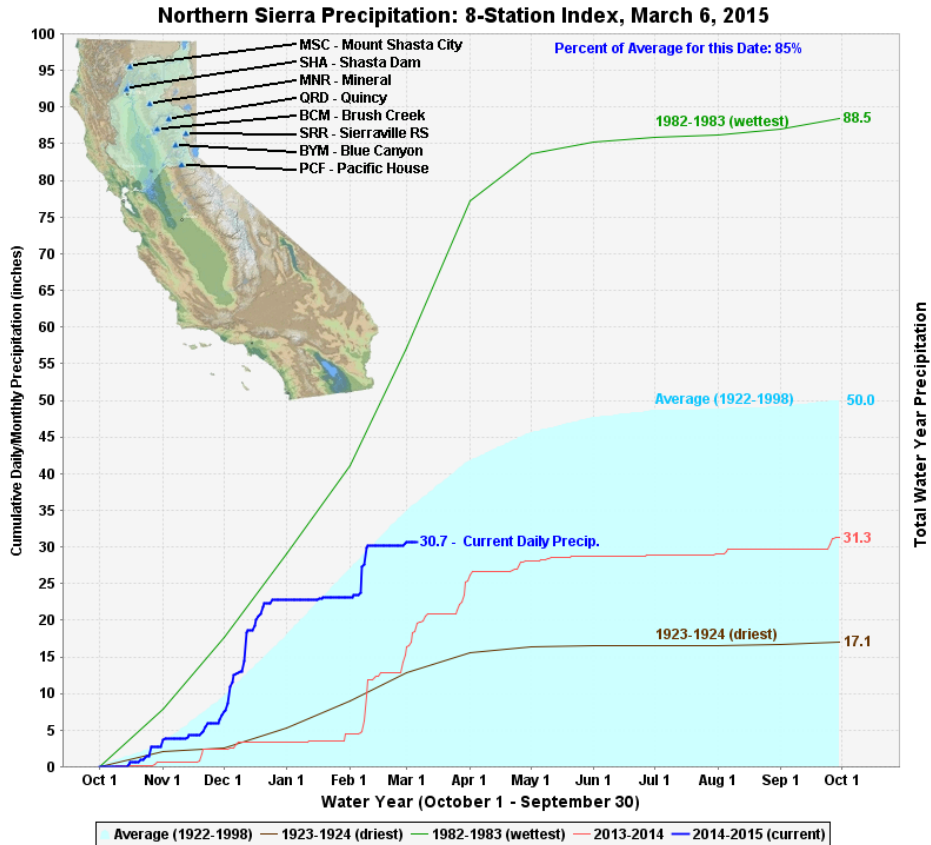 Northern Sierra Precipitation: 8-Station Index, March 6, 2015
Percent of Average for this Date: 85%
MSC - Mount Shasta City
SHA - Shasta Dam
MNR - Mineral
QRD - Quincy
BCM - Brush Creek
SRR - Sierraville RS
BYM - Blue Canyon
PCF - Pacific House
1982-1983 (wettest)
88.5
Average (1922-1998)
50.0
30.7 - Current Daily Precip.
31.3
1923-1924 (driest)
17.1
Cumulative Daily/Monthly Precipitation (inches)
100
95
90
85
80
75
70
65
60
55
50
45
40
35
30
25
20
15
10
5
0
Total Water Year Precipitation
Oct 1 Nov 1 Dec 1 Jan 1 Feb 1 Mar 1 Apr 1 May 1 Jun 1 Jul 1 Aug 1 Sep 1 Oct 1
Water Year (October 1 - September 30)
Average (1922-1998) 1923-1924 (driest) 1982-1983 (wettest) 2013-2014 2014-2015 (current)